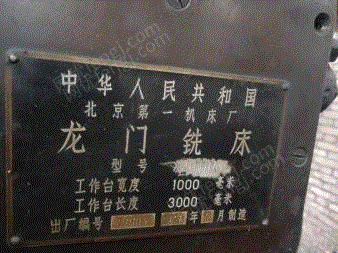 中华人民共和国
北京第一机床厂
龙门铣床
型号
工作台宽度 1000 毫米
工作台长度 3000 毫米
出厂编号 年 月制造